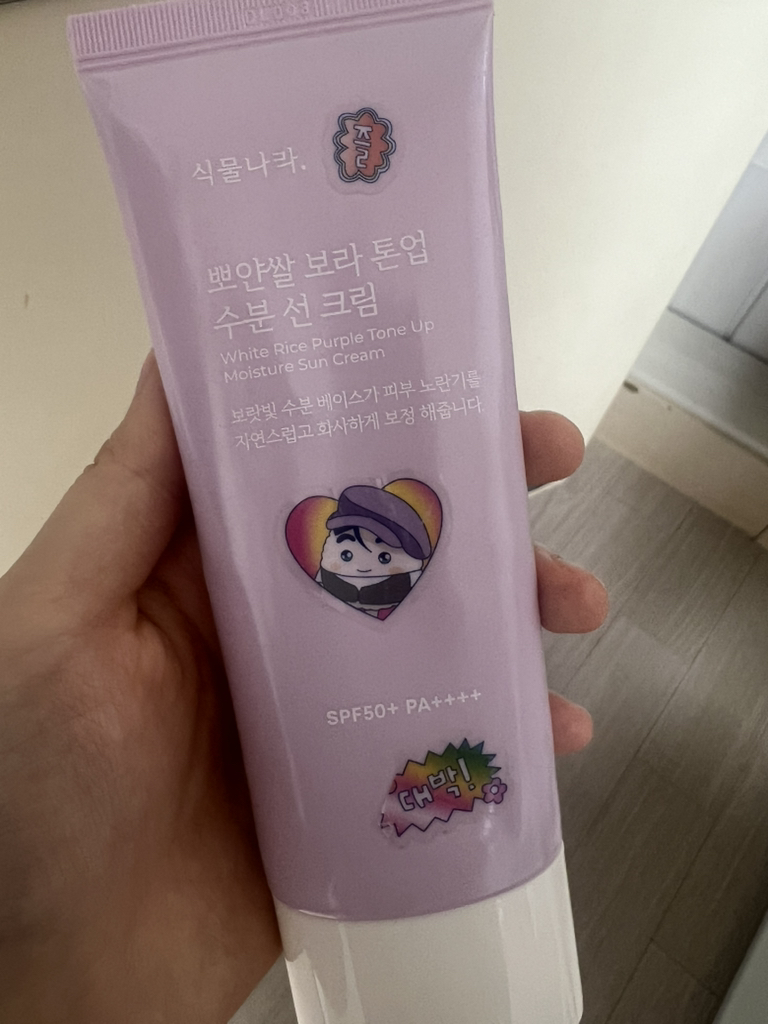 식물나라.
즐
뽀얀쌀 보라 톤업
수분 선 크림
White Rice Purple Tone Up
Moisture Sun Cream
보랏빛 수분 베이스가 피부 노란기를
자연스럽고 화사하게 보정 해줍니다
SPF50+ PA++++
대박!